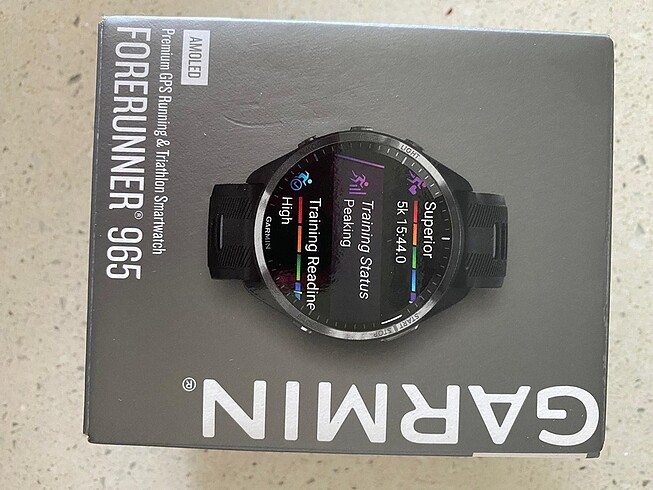 GARMIN®
LIGHT
START STOP
Superior
5k 15:44.0
Training Status
Peaking
Training Readine
High
GARMIN
AMOLED
Premium GPS Running & Triathlon Smartwatch
FORERUNNER® 965